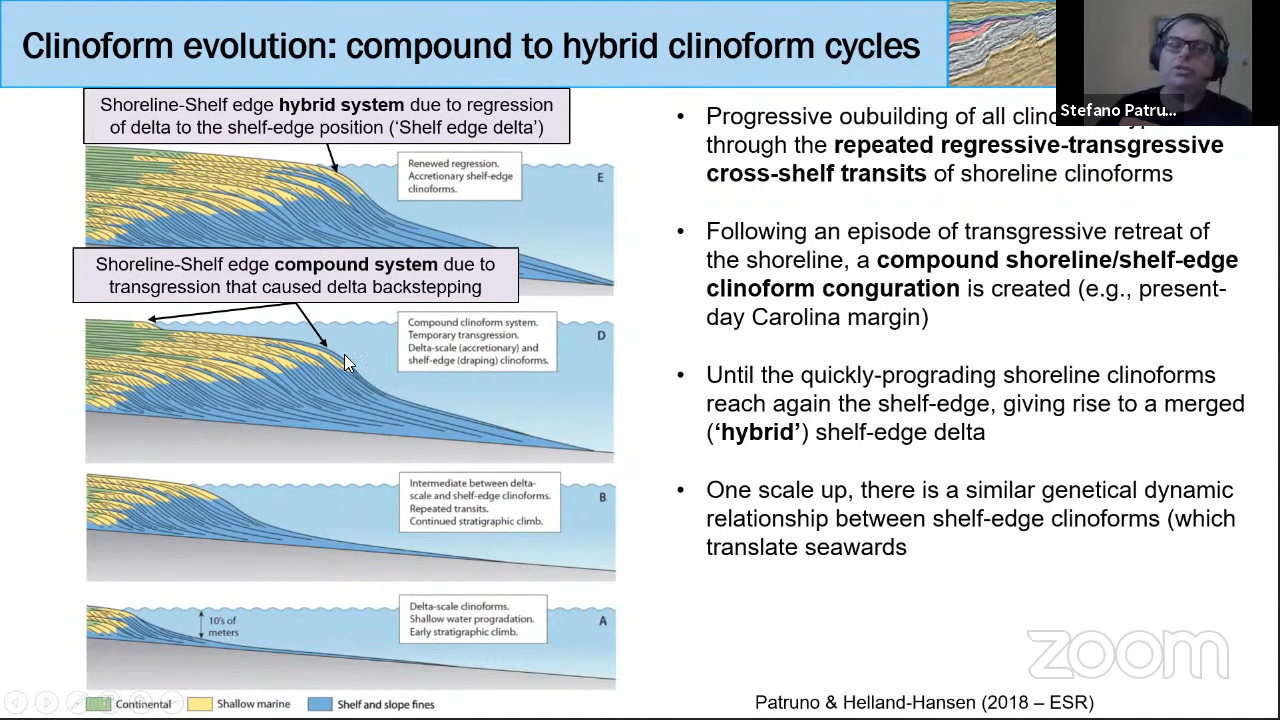 Clinoform evolution: compound to hybrid clinoform cycles
Stefano Patru...
Shoreline-Shelf edge hybrid system due to regression
of delta to the shelf-edge position (‘Shelf edge delta’)
Renewed regression.
Accretionary shelf-edge
clinoforms.
E
Shoreline-Shelf edge compound system due to
transgression that caused delta backstepping
Compound clinoform system.
Temporary transgression.
Delta-scale (accretionary) and
shelf-edge (draping) clinoforms.
D
Intermediate between delta-
scale and shelf-edge clinoforms.
Repeated transits.
Continued stratigraphic climb.
B
Delta-scale clinoforms.
Shallow water progradation.
Early stratigraphic climb.
A
10's of
meters
Continental
Shallow marine
Shelf and slope fines
• Progressive oubuilding of all
through the repeated regressive-transgressive
cross-shelf transits of shoreline clinoforms
• Following an episode of transgressive retreat of
the shoreline, a compound shoreline/shelf-edge
clinoform conguration is created (e.g., present-
day Carolina margin)
• Until the quickly-prograding shoreline clinoforms
reach again the shelf-edge, giving rise to a merged
(‘hybrid’) shelf-edge delta
• One scale up, there is a similar genetical dynamic
relationship between shelf-edge clinoforms (which
translate seawards
zoom
Patruno & Helland-Hansen (2018 – ESR)